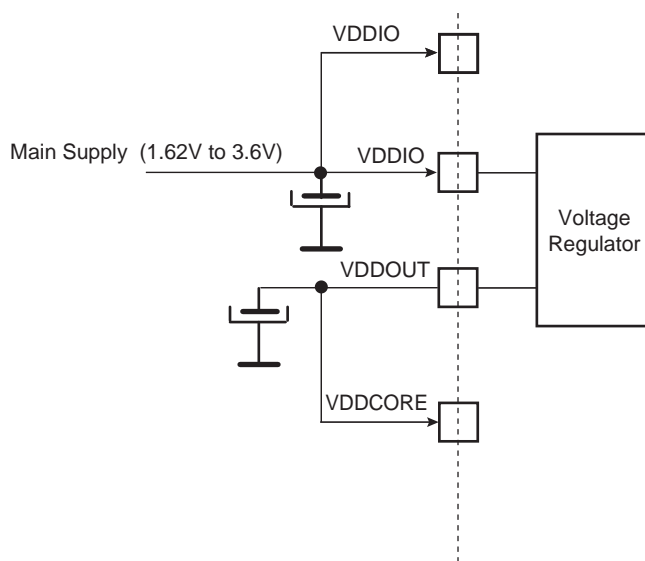 VDDIO
Main Supply (1.62V to 3.6V)
VDDIO
Voltage
Regulator
VDDOUT
VDDCORE